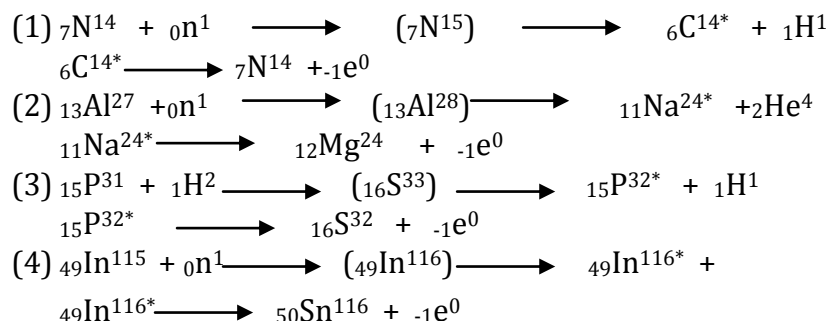 (1) ₇N¹⁴ + ₀n¹ ⟶ (₇N¹⁵) ⟶ ₆C¹⁴* + ₁H¹
₆C¹⁴* ⟶ ₇N¹⁴ +₋₁e⁰
(2) ₁₃Al²⁷ +₀n¹ ⟶ (₁₃Al²⁸) ⟶ ₁₁Na²⁴* +₂He⁴
₁₁Na²⁴* ⟶ ₁₂Mg²⁴ + ₋₁e⁰
(3) ₁₅P³¹ + ₁H² ⟶ (₁₆S³³) ⟶ ₁₅P³²* + ₁H¹
₁₅P³²* ⟶ ₁₆S³² + ₋₁e⁰
(4) ₄₉In¹¹⁵ + ₀n¹ ⟶ (₄₉In¹¹⁶) ⟶ ₄₉In¹¹⁶* +
₄₉In¹¹⁶* ⟶ ₅₀Sn¹¹⁶ + ₋₁e⁰